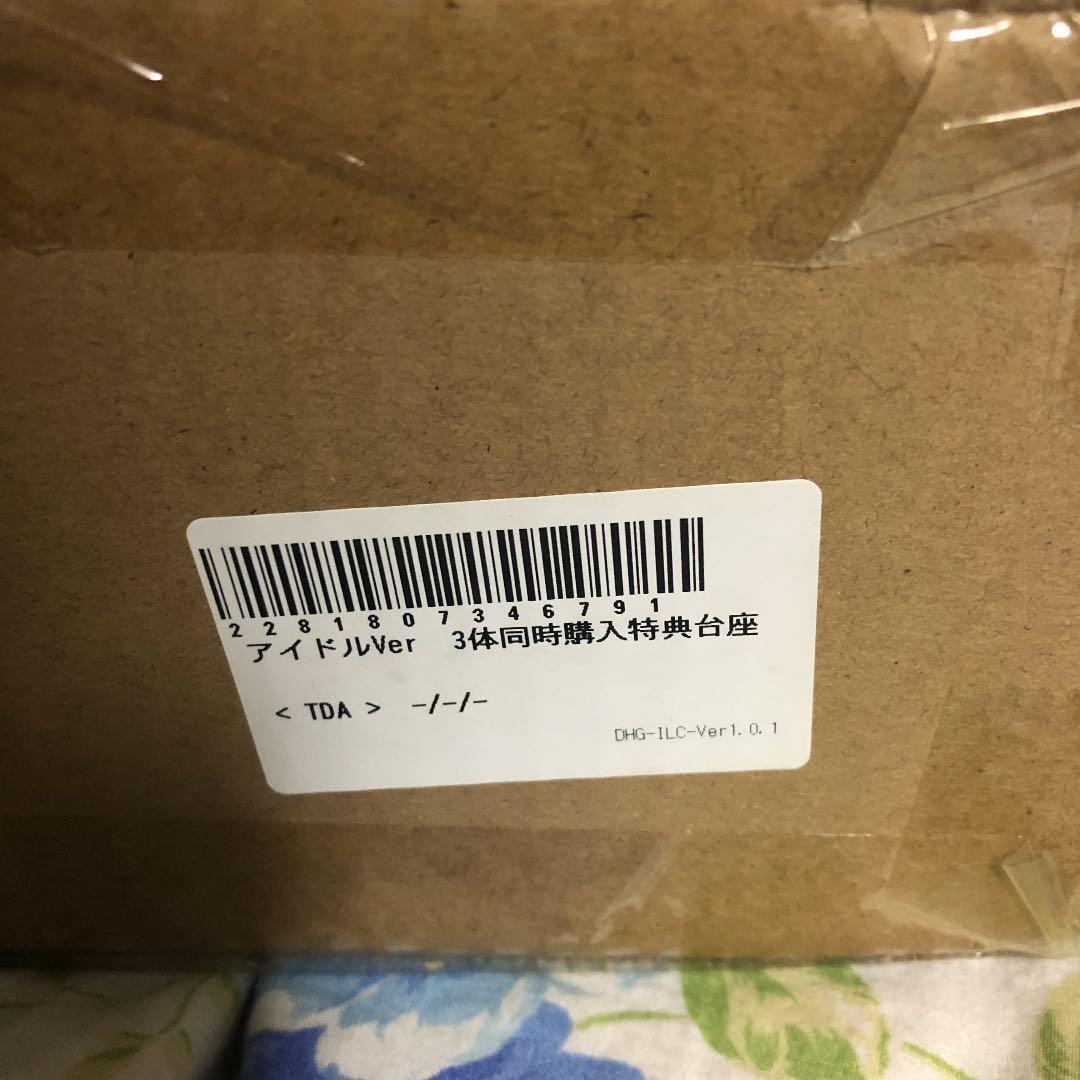 2281807346791
アイドルVer　3体同時購入特典台座
< TDA >　-/-/-
DHG-ILC-Ver1.0.1